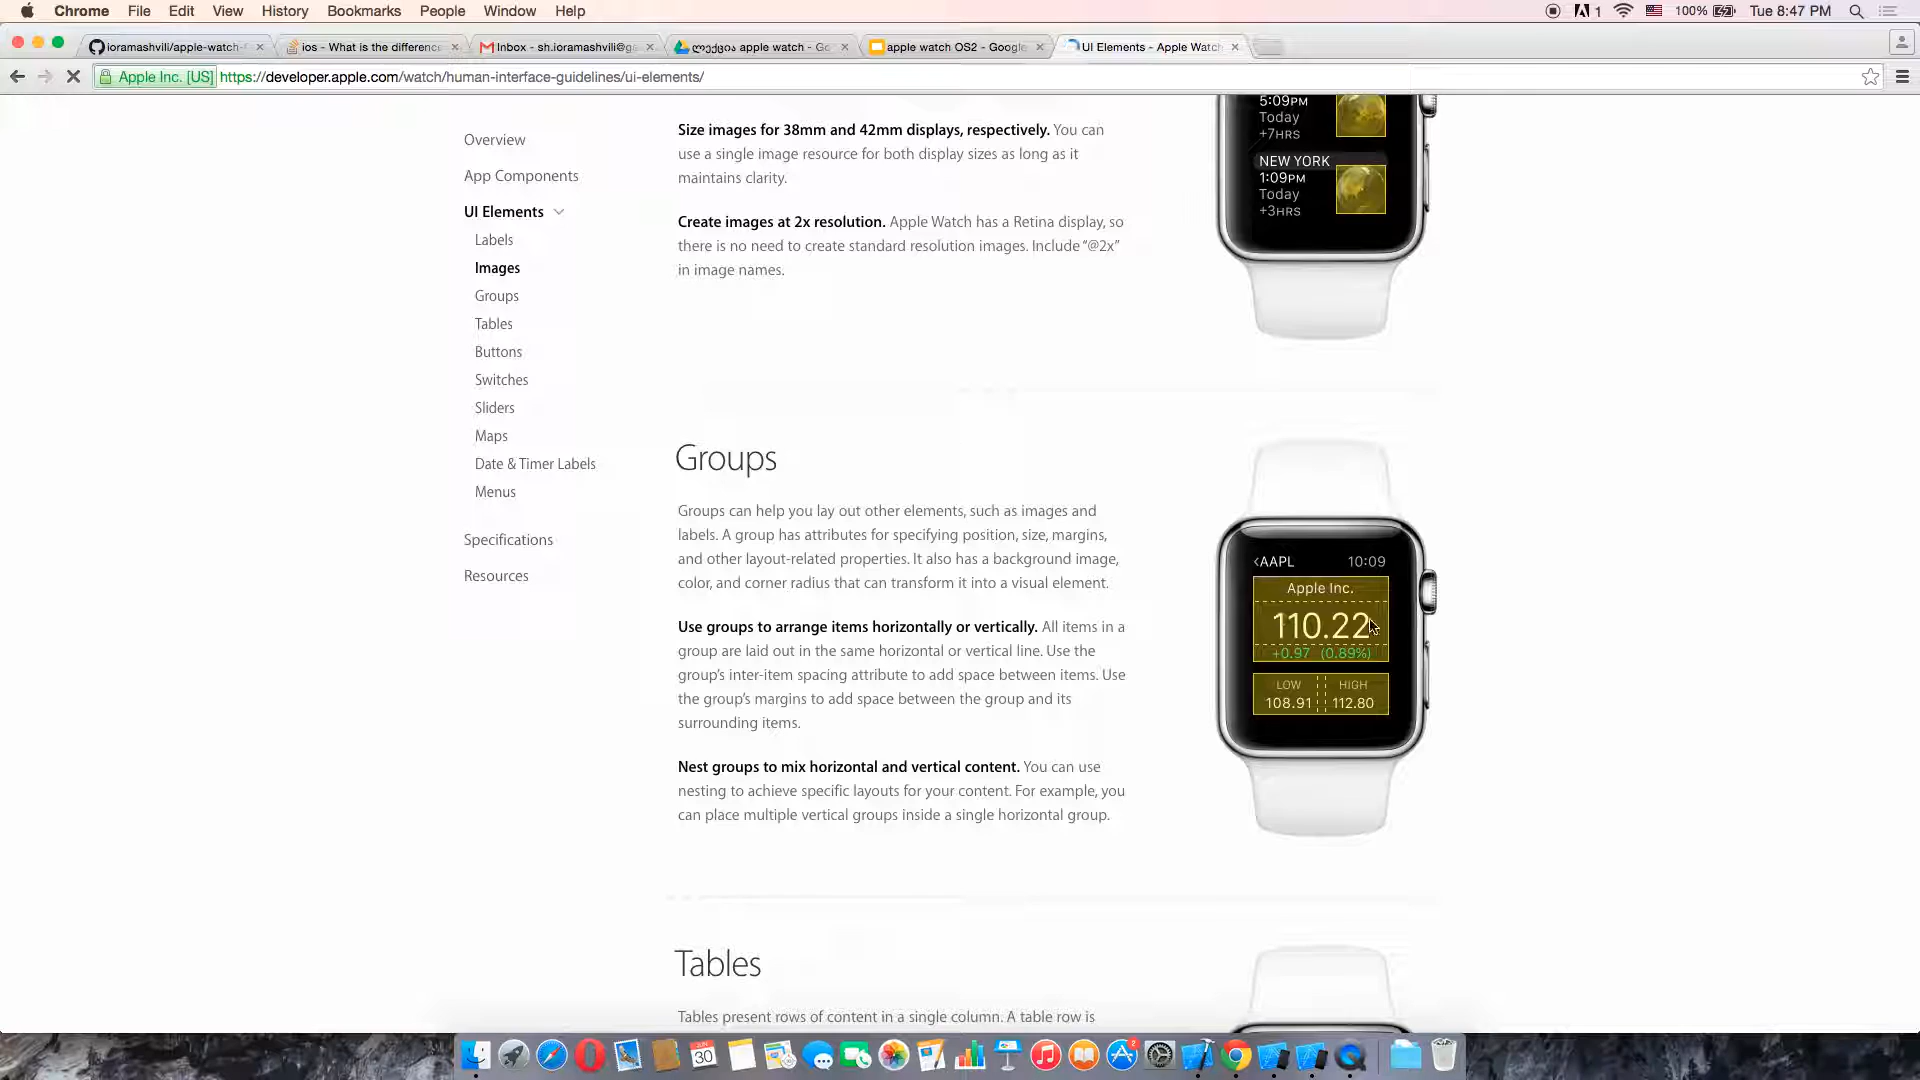 Chrome File Edit View History Bookmarks People Window Help 1 100% Tue 8:47 PM
ioramashvili/apple-watch- ios - What is the difference Inbox - sh.ioramashvili@g ლექცია apple watch - Go apple watch OS2 - Google UI Elements - Apple Watch
Apple Inc. [US] https://developer.apple.com/watch/human-interface-guidelines/ui-elements/
Overview
App Components
UI Elements
Labels
Images
Groups
Tables
Buttons
Switches
Sliders
Maps
Date & Timer Labels
Menus
Specifications
Resources
Size images for 38mm and 42mm displays, respectively. You can
use a single image resource for both display sizes as long as it
maintains clarity.
Create images at 2x resolution. Apple Watch has a Retina display, so
there is no need to create standard resolution images. Include “@2x”
in image names.
5:09PM
Today
+7HRS
NEW YORK
1:09PM
Today
+3HRS
Groups
Groups can help you lay out other elements, such as images and
labels. A group has attributes for specifying position, size, margins,
and other layout-related properties. It also has a background image,
color, and corner radius that can transform it into a visual element.
Use groups to arrange items horizontally or vertically. All items in a
group are laid out in the same horizontal or vertical line. Use the
group’s inter-item spacing attribute to add space between items. Use
the group’s margins to add space between the group and its
surrounding items.
Nest groups to mix horizontal and vertical content. You can use
nesting to achieve specific layouts for your content. For example, you
can place multiple vertical groups inside a single horizontal group.
<AAPL 10:09
Apple Inc.
110.22
+0.97 (0.89%)
LOW HIGH
108.91 112.80
Tables
Tables present rows of content in a single column. A table row is
JUN
30
2